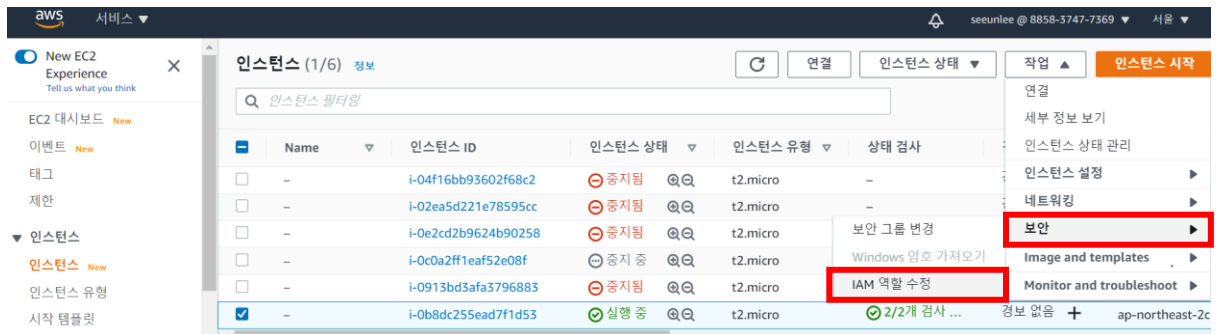 aws 서비스 ▼ seeunlee @ 8858-3747-7369 ▼ 서울 ▼
New EC2
Experience
Tell us what you think
EC2 대시보드 New
이벤트 New
태그
제한
▼ 인스턴스
인스턴스 New
인스턴스 유형
시작 템플릿
인스턴스 (1/6) 정보 연결 인스턴스 상태 ▼ 작업 ▲ 인스턴스 시작
인스턴스 필터링
Name 인스턴스 ID 인스턴스 상태 인스턴스 유형 상태 검사
– i-04f16bb93602f68c2 중지됨 t2.micro –
– i-02ea5d221e78595cc 중지됨 t2.micro –
– i-0e2cd2b9624b90258 중지됨 t2.micro
– i-0c0a2ff1eaf52e08f 중지 중 t2.micro
– i-0913bd3afa3796883 중지됨 t2.micro
– i-0b8dc255ead7f1d53 실행 중 t2.micro 2/2개 검사 ... 경보 없음 + ap-northeast-2c
연결
세부 정보 보기
인스턴스 상태 관리
인스턴스 설정
네트워킹
보안
Image and templates
Monitor and troubleshoot
보안 그룹 변경
Windows 암호 가져오기
IAM 역할 수정